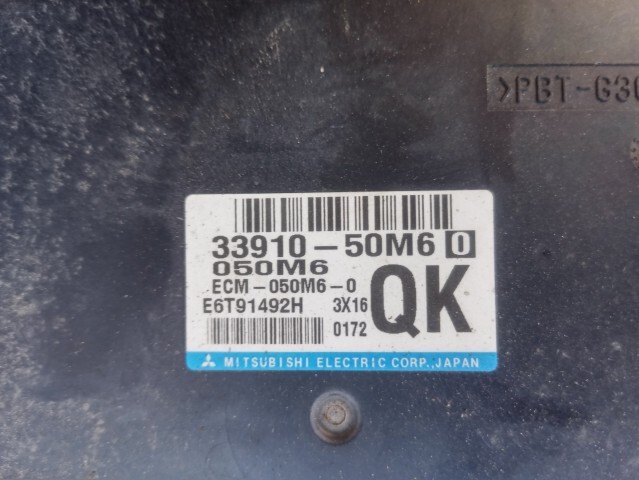 >PBT-G30
33910-50M6 0
050M6
ECM-050M6-0
E6T91492H 3X16
QK
0172
MITSUBISHI ELECTRIC CORP., JAPAN